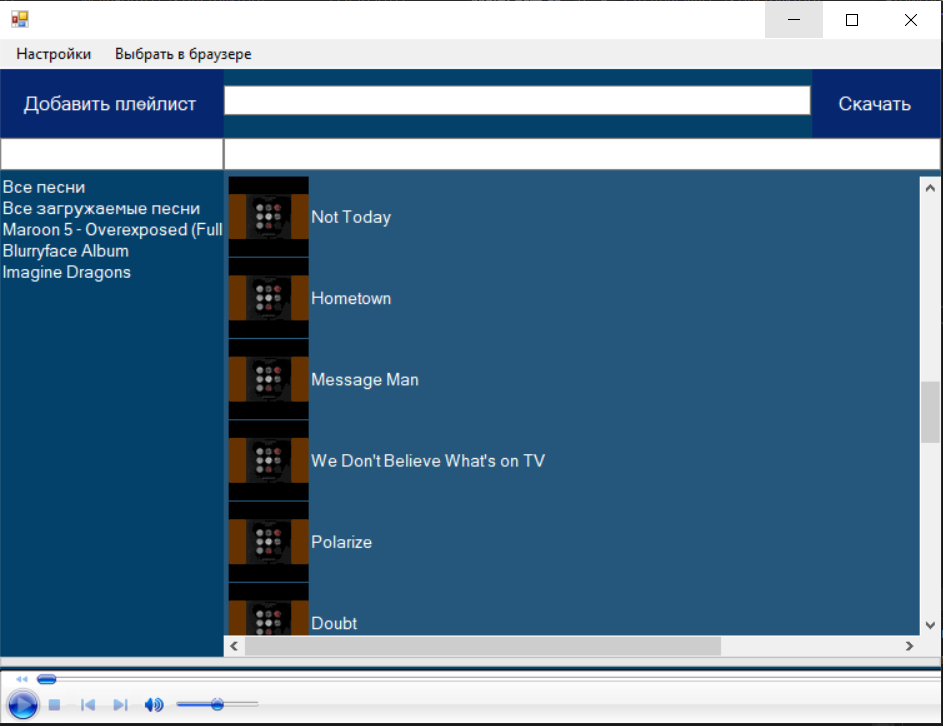 Настройки Выбрать в браузере
Добавить плейлист
Скачать
Все песни
Все загружаемые песни
Maroon 5 - Overexposed (Full
Blurryface Album
Imagine Dragons
Not Today
Hometown
Message Man
We Don't Believe What's on TV
Polarize
Doubt